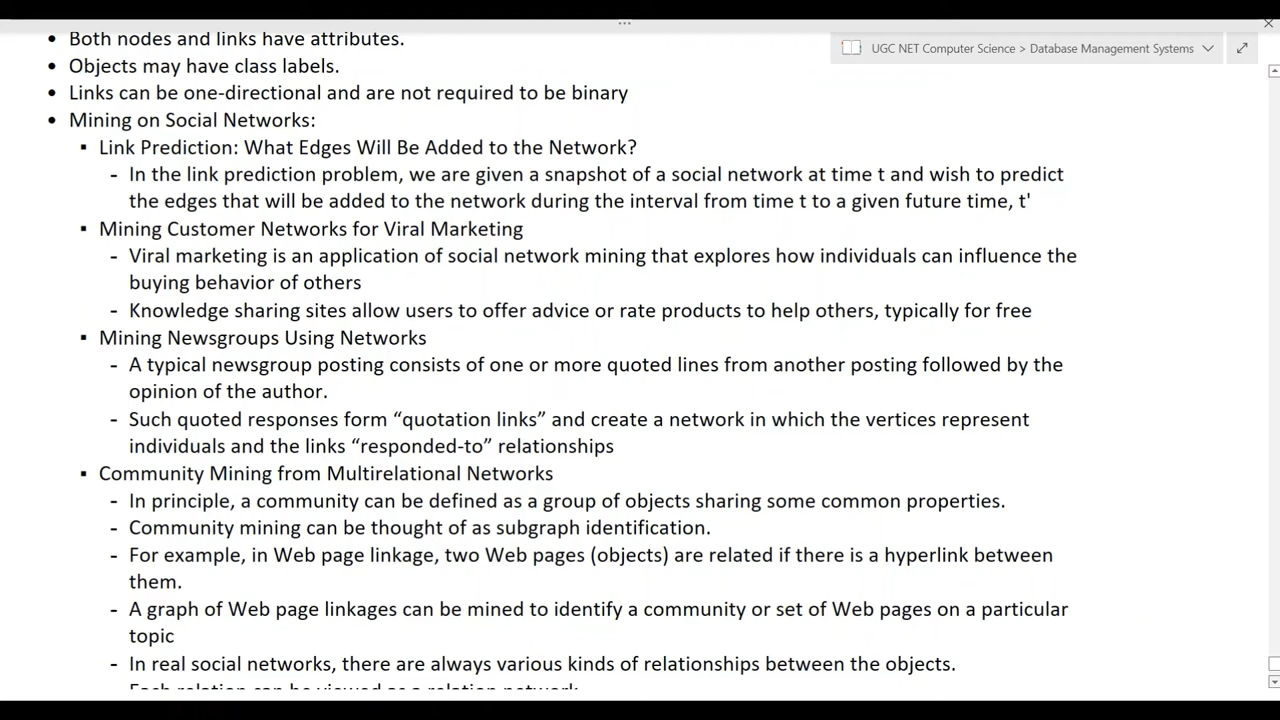 • Both nodes and links have attributes.
UGC NET Computer Science > Database Management Systems
• Objects may have class labels.
• Links can be one-directional and are not required to be binary
• Mining on Social Networks:
▪ Link Prediction: What Edges Will Be Added to the Network?
- In the link prediction problem, we are given a snapshot of a social network at time t and wish to predict
the edges that will be added to the network during the interval from time t to a given future time, t'
▪ Mining Customer Networks for Viral Marketing
- Viral marketing is an application of social network mining that explores how individuals can influence the
buying behavior of others
- Knowledge sharing sites allow users to offer advice or rate products to help others, typically for free
▪ Mining Newsgroups Using Networks
- A typical newsgroup posting consists of one or more quoted lines from another posting followed by the
opinion of the author.
- Such quoted responses form “quotation links” and create a network in which the vertices represent
individuals and the links “responded-to” relationships
▪ Community Mining from Multirelational Networks
- In principle, a community can be defined as a group of objects sharing some common properties.
- Community mining can be thought of as subgraph identification.
- For example, in Web page linkage, two Web pages (objects) are related if there is a hyperlink between
them.
- A graph of Web page linkages can be mined to identify a community or set of Web pages on a particular
topic
- In real social networks, there are always various kinds of relationships between the objects.
- Each relation can be viewed as a relation network